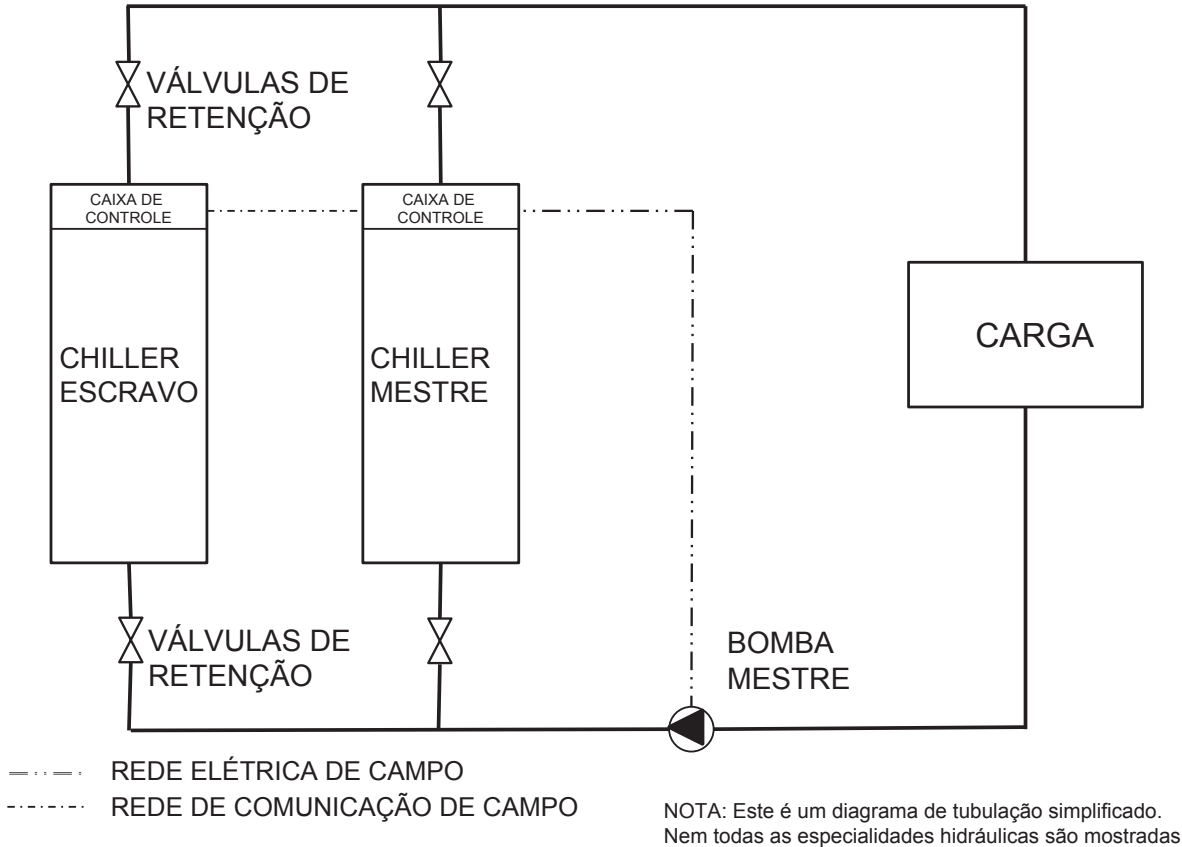 VÁLVULAS DE
RETENÇÃO
CAIXA DE
CONTROLE
CAIXA DE
CONTROLE
CHILLER
ESCRAVO
CHILLER
MESTRE
CARGA
VÁLVULAS DE
RETENÇÃO
BOMBA
MESTRE
REDE ELÉTRICA DE CAMPO
REDE DE COMUNICAÇÃO DE CAMPO
NOTA: Este é um diagrama de tubulação simplificado.
Nem todas as especialidades hidráulicas são mostradas